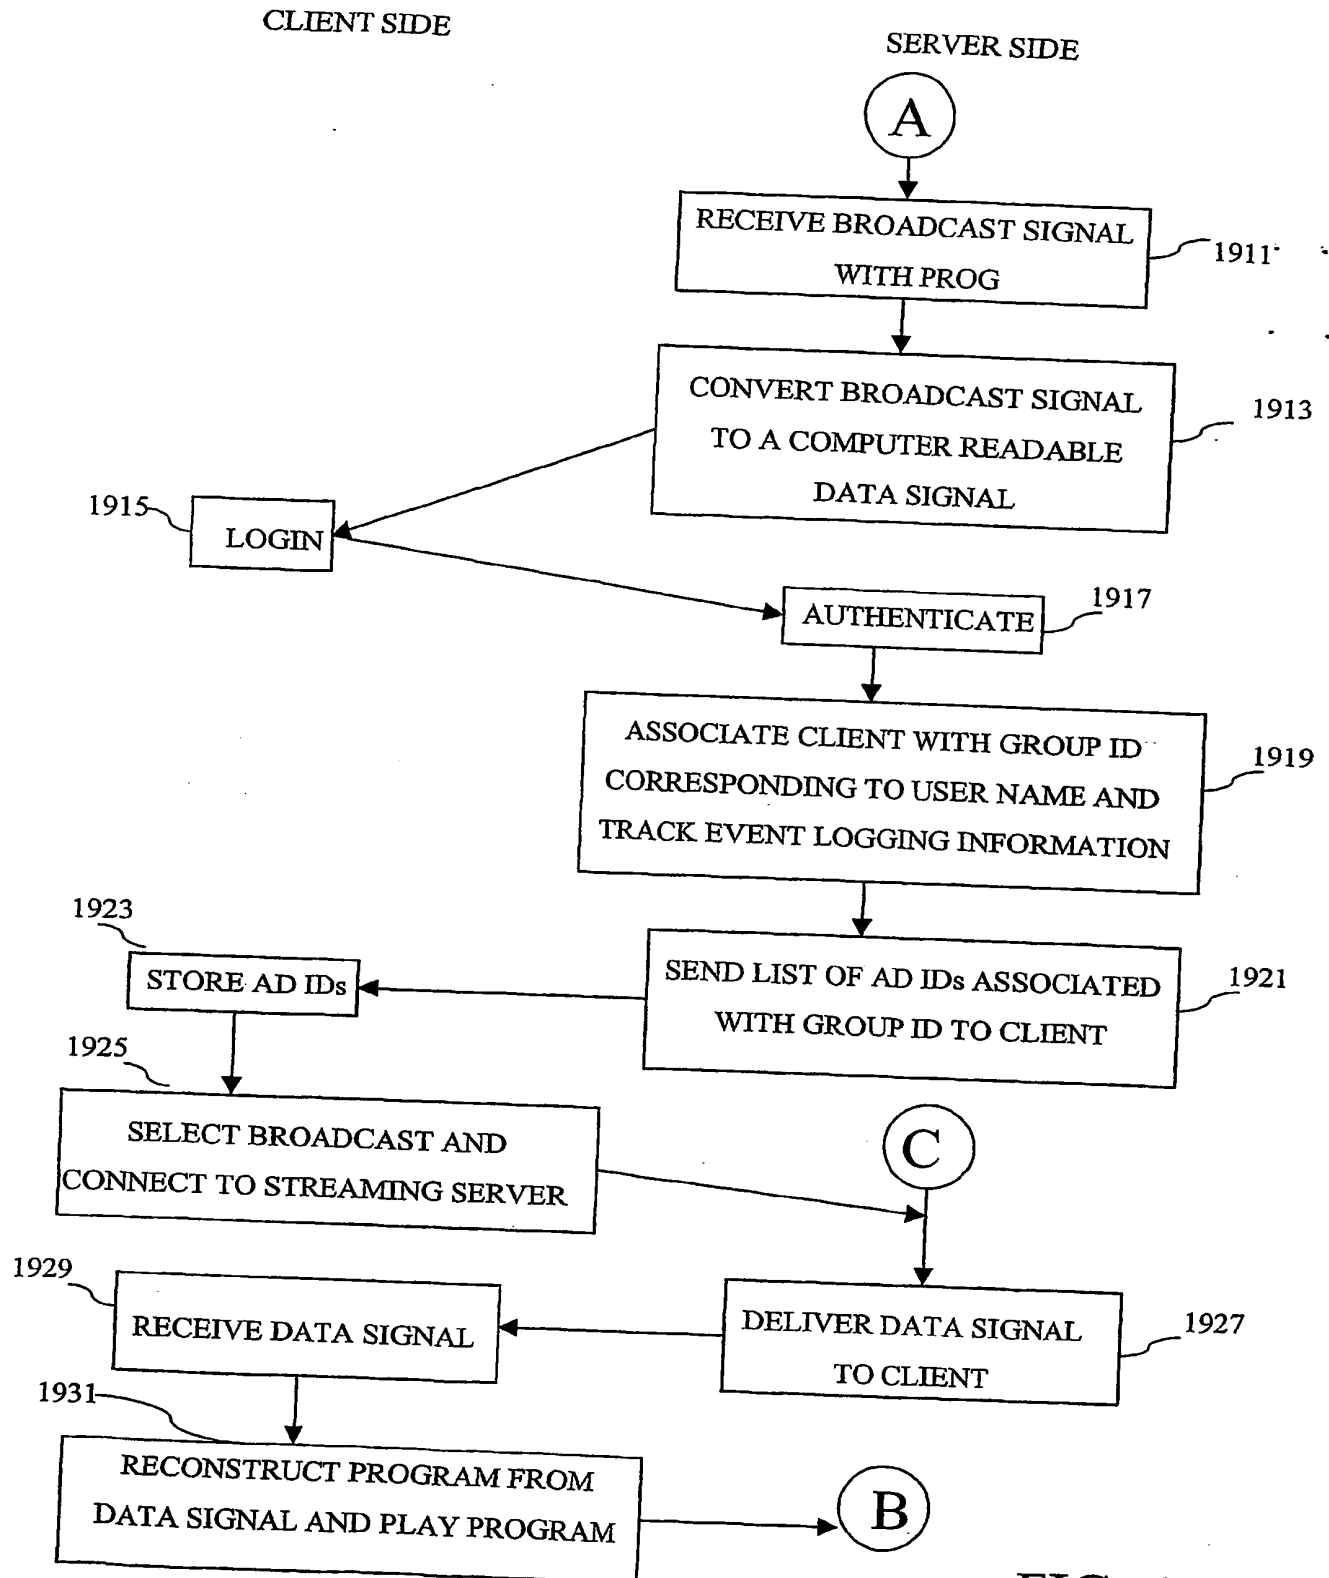 CLIENT SIDE
SERVER SIDE
A
RECEIVE BROADCAST SIGNAL
WITH PROG
1911
CONVERT BROADCAST SIGNAL
TO A COMPUTER READABLE
DATA SIGNAL
1913
1915
LOGIN
AUTHENTICATE
1917
ASSOCIATE CLIENT WITH GROUP ID
CORRESPONDING TO USER NAME AND
TRACK EVENT LOGGING INFORMATION
1919
1923
STORE AD IDs
SEND LIST OF AD IDs ASSOCIATED
WITH GROUP ID TO CLIENT
1921
1925
SELECT BROADCAST AND
CONNECT TO STREAMING SERVER
C
1929
RECEIVE DATA SIGNAL
DELIVER DATA SIGNAL
TO CLIENT
1927
1931
RECONSTRUCT PROGRAM FROM
DATA SIGNAL AND PLAY PROGRAM
B